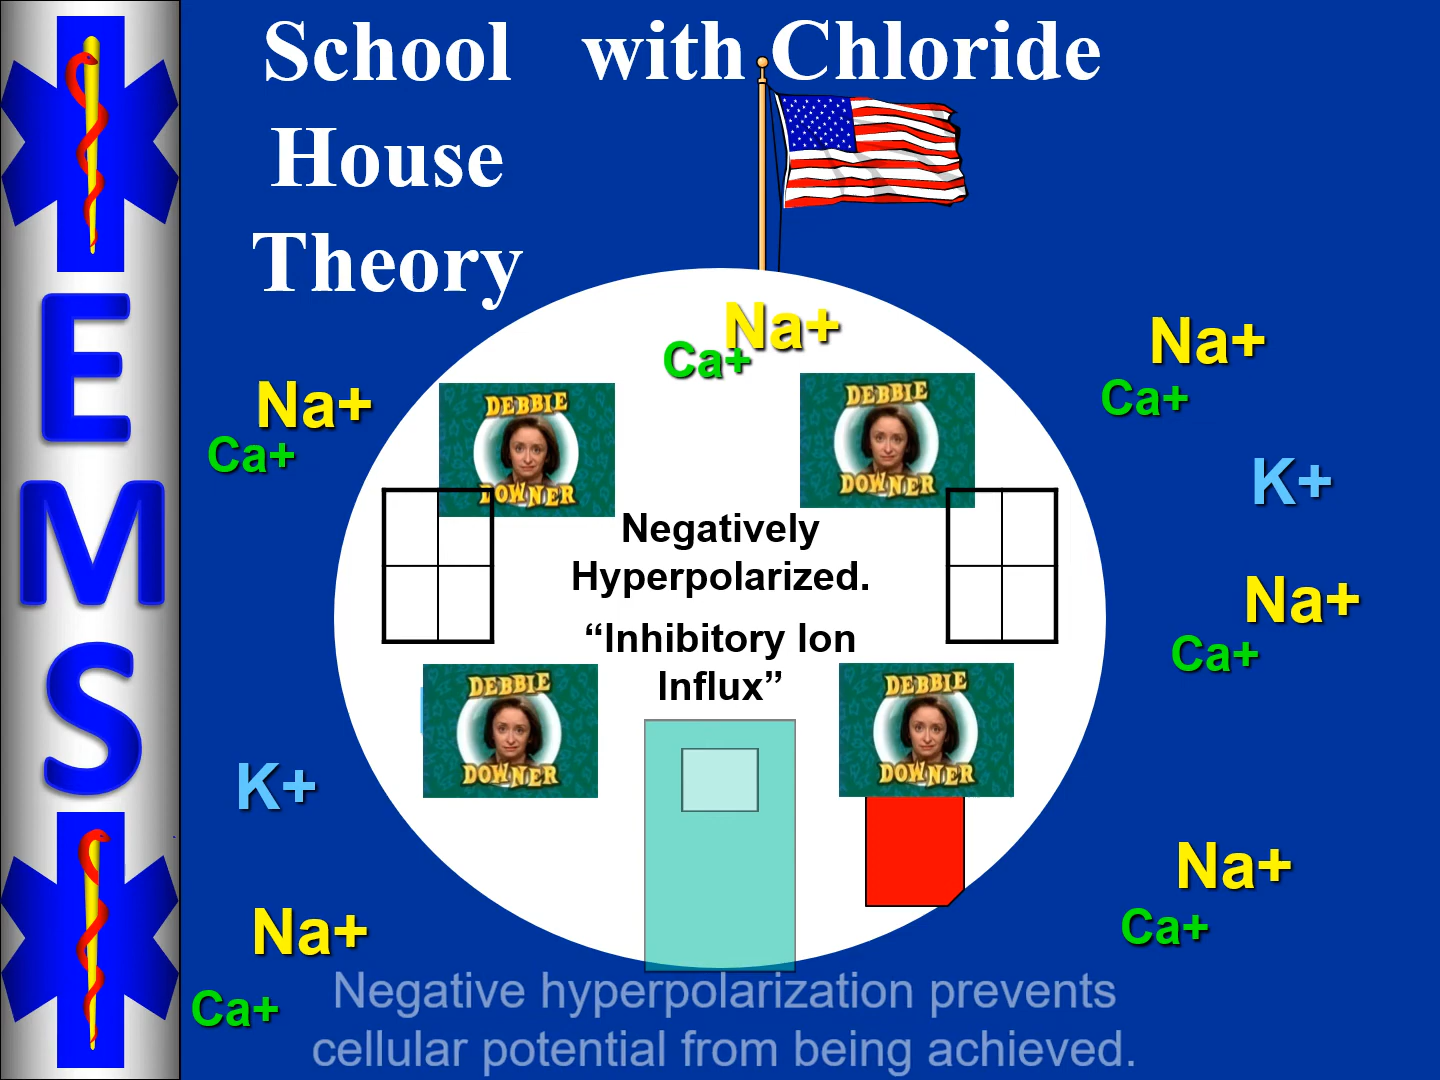 School with Chloride
House
Theory
E
M
S
Na+
Ca+
Na+
Ca+
Na+
Ca+
K+
Na+
Ca+
K+
Na+
Ca+
Na+
Ca+
DEBBIE
DOWNER
DEBBIE
DOWNER
Negatively
Hyperpolarized.
“Inhibitory Ion
Influx”
DEBBIE
DOWNER
DEBBIE
DOWNER
Negative hyperpolarization prevents
cellular potential from being achieved.